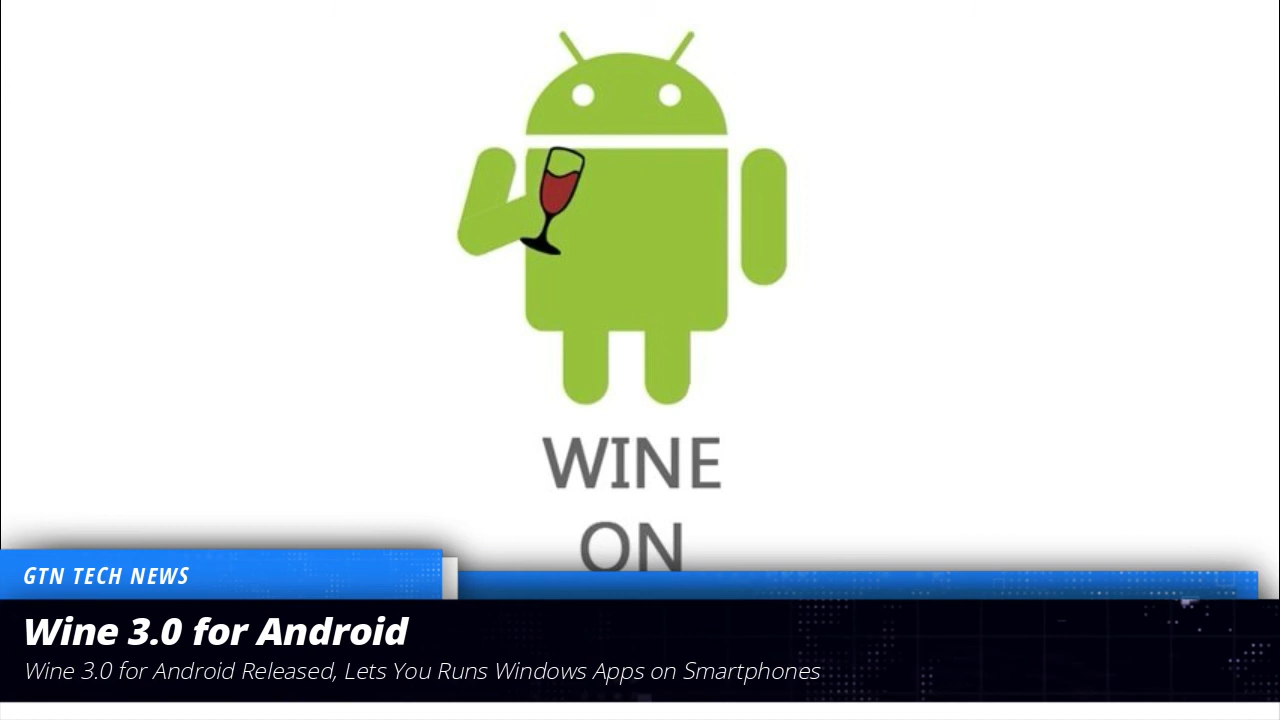 WINE
ON
GTN TECH NEWS
Wine 3.0 for Android
Wine 3.0 for Android Released, Lets You Runs Windows Apps on Smartphones